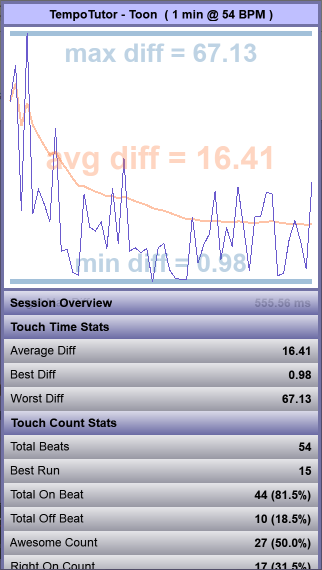 TempoTutor - Toon ( 1 min @ 54 BPM )
max diff = 67.13
avg diff = 16.41
min diff = 0.98
Session Overview 555.56 ms
Touch Time Stats
Average Diff 16.41
Best Diff 0.98
Worst Diff 67.13
Touch Count Stats
Total Beats 54
Best Run 15
Total On Beat 44 (81.5%)
Total Off Beat 10 (18.5%)
Awesome Count 27 (50.0%)
Right On Count 17 (31.5%)